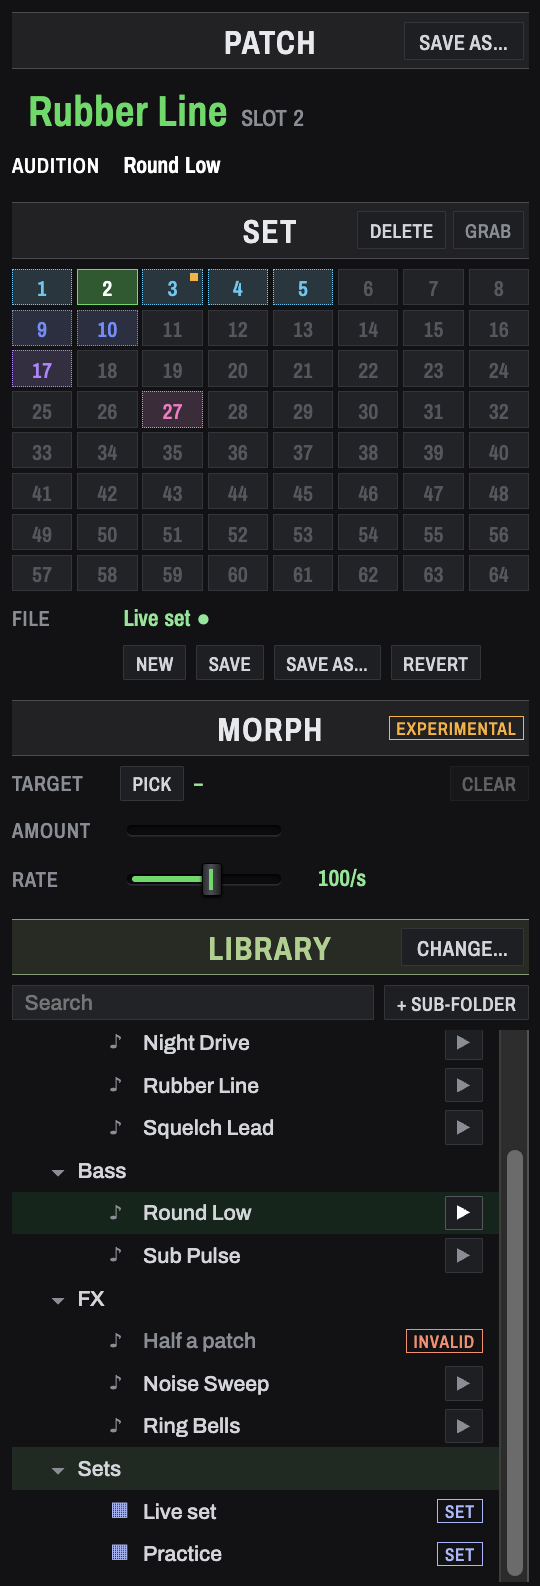 PATCH SAVE AS...
Rubber Line SLOT 2
AUDITION Round Low
SET DELETE GRAB
1 2 3 4 5 6 7 8
9 10 11 12 13 14 15 16
17 18 19 20 21 22 23 24
25 26 27 28 29 30 31 32
33 34 35 36 37 38 39 40
41 42 43 44 45 46 47 48
49 50 51 52 53 54 55 56
57 58 59 60 61 62 63 64
FILE Live set
NEW SAVE SAVE AS... REVERT
MORPH EXPERIMENTAL
TARGET PICK – CLEAR
AMOUNT
RATE 100/s
LIBRARY CHANGE...
Search + SUB-FOLDER
Night Drive
Rubber Line
Squelch Lead
Bass
Round Low
Sub Pulse
FX
Half a patch INVALID
Noise Sweep
Ring Bells
Sets
Live set SET
Practice SET